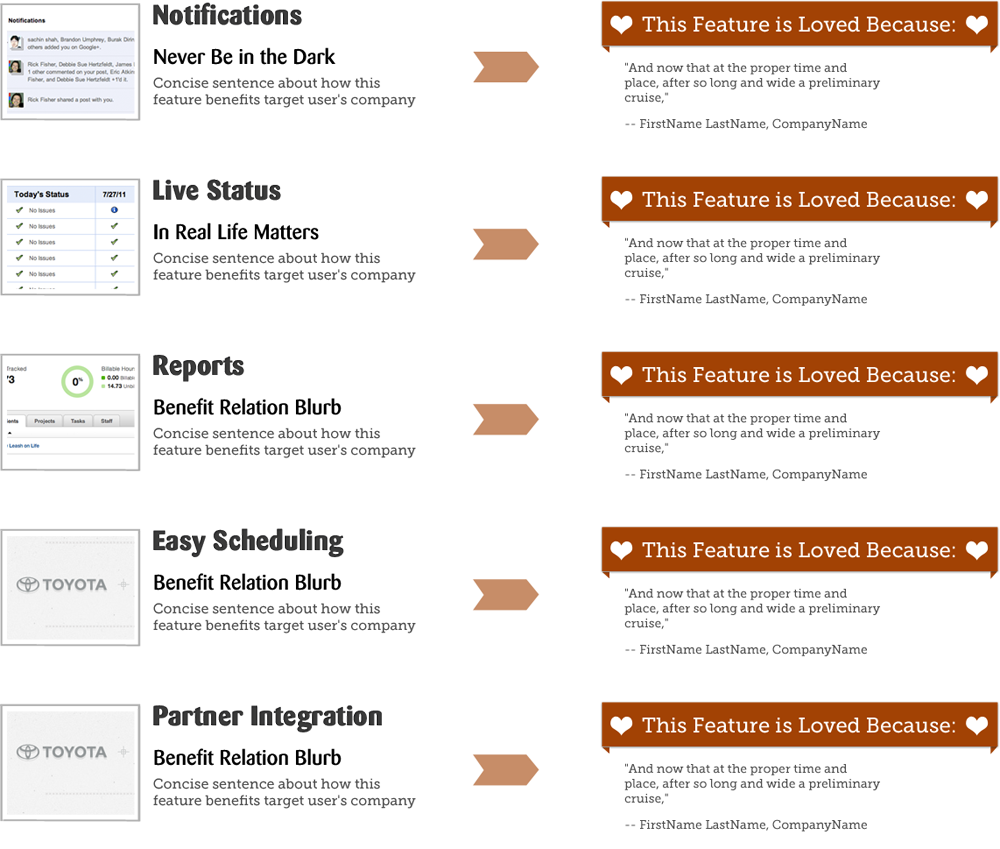 Notifications
sachin shah, Brandon Umphrey, Burak Dirin
others added you on Google+.
Rick Fisher, Debbie Sue Hertzfeldt, James
1 other commented on your post, Eric Atkin
Fisher, and Debbie Sue Hertzfeldt +1'd it.
Rick Fisher shared a post with you.
Notifications
Never Be in the Dark
Concise sentence about how this
feature benefits target user's company
This Feature is Loved Because:
"And now that at the proper time and
place, after so long and wide a preliminary
cruise,"
-- FirstName LastName, CompanyName
Today's Status 7/27/11
No Issues
No Issues
No Issues
No Issues
No Issues
Live Status
In Real Life Matters
Concise sentence about how this
feature benefits target user's company
This Feature is Loved Because:
"And now that at the proper time and
place, after so long and wide a preliminary
cruise,"
-- FirstName LastName, CompanyName
Tracked
'3
0%
Billable Hours
0.00 Billable
14.73
ients Projects Tasks Staff
Leash on Life
Reports
Benefit Relation Blurb
Concise sentence about how this
feature benefits target user's company
This Feature is Loved Because:
"And now that at the proper time and
place, after so long and wide a preliminary
cruise,"
-- FirstName LastName, CompanyName
TOYOTA
Easy Scheduling
Benefit Relation Blurb
Concise sentence about how this
feature benefits target user's company
This Feature is Loved Because:
"And now that at the proper time and
place, after so long and wide a preliminary
cruise,"
-- FirstName LastName, CompanyName
TOYOTA
Partner Integration
Benefit Relation Blurb
Concise sentence about how this
feature benefits target user's company
This Feature is Loved Because:
"And now that at the proper time and
place, after so long and wide a preliminary
cruise,"
-- FirstName LastName, CompanyName